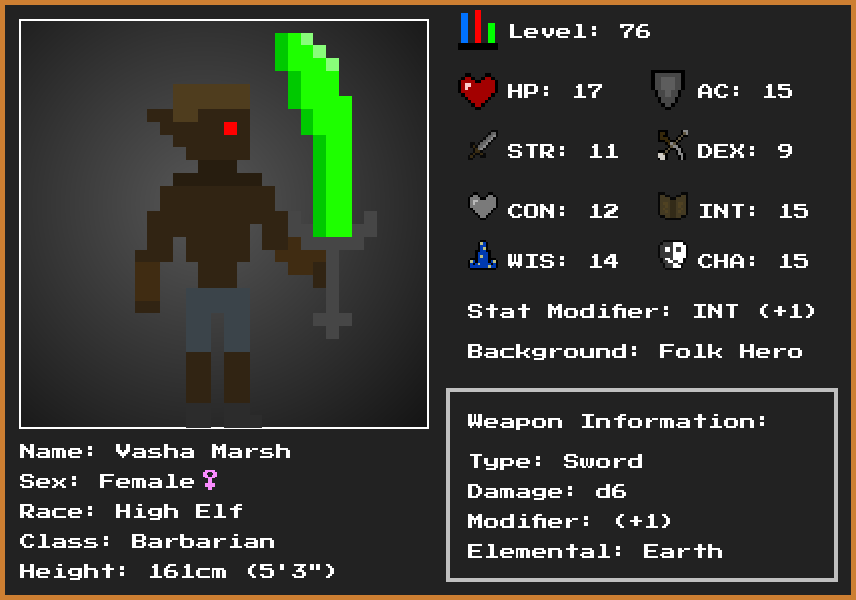 Level: 76
HP: 17
AC: 15
STR: 11
DEX: 9
CON: 12
INT: 15
WIS: 14
CHA: 15
Stat Modifier: INT (+1)
Background: Folk Hero
Weapon Information:
Type: Sword
Damage: d6
Modifier: (+1)
Elemental: Earth
Name: Vasha Marsh
Sex: Female♀
Race: High Elf
Class: Barbarian
Height: 161cm (5'3")